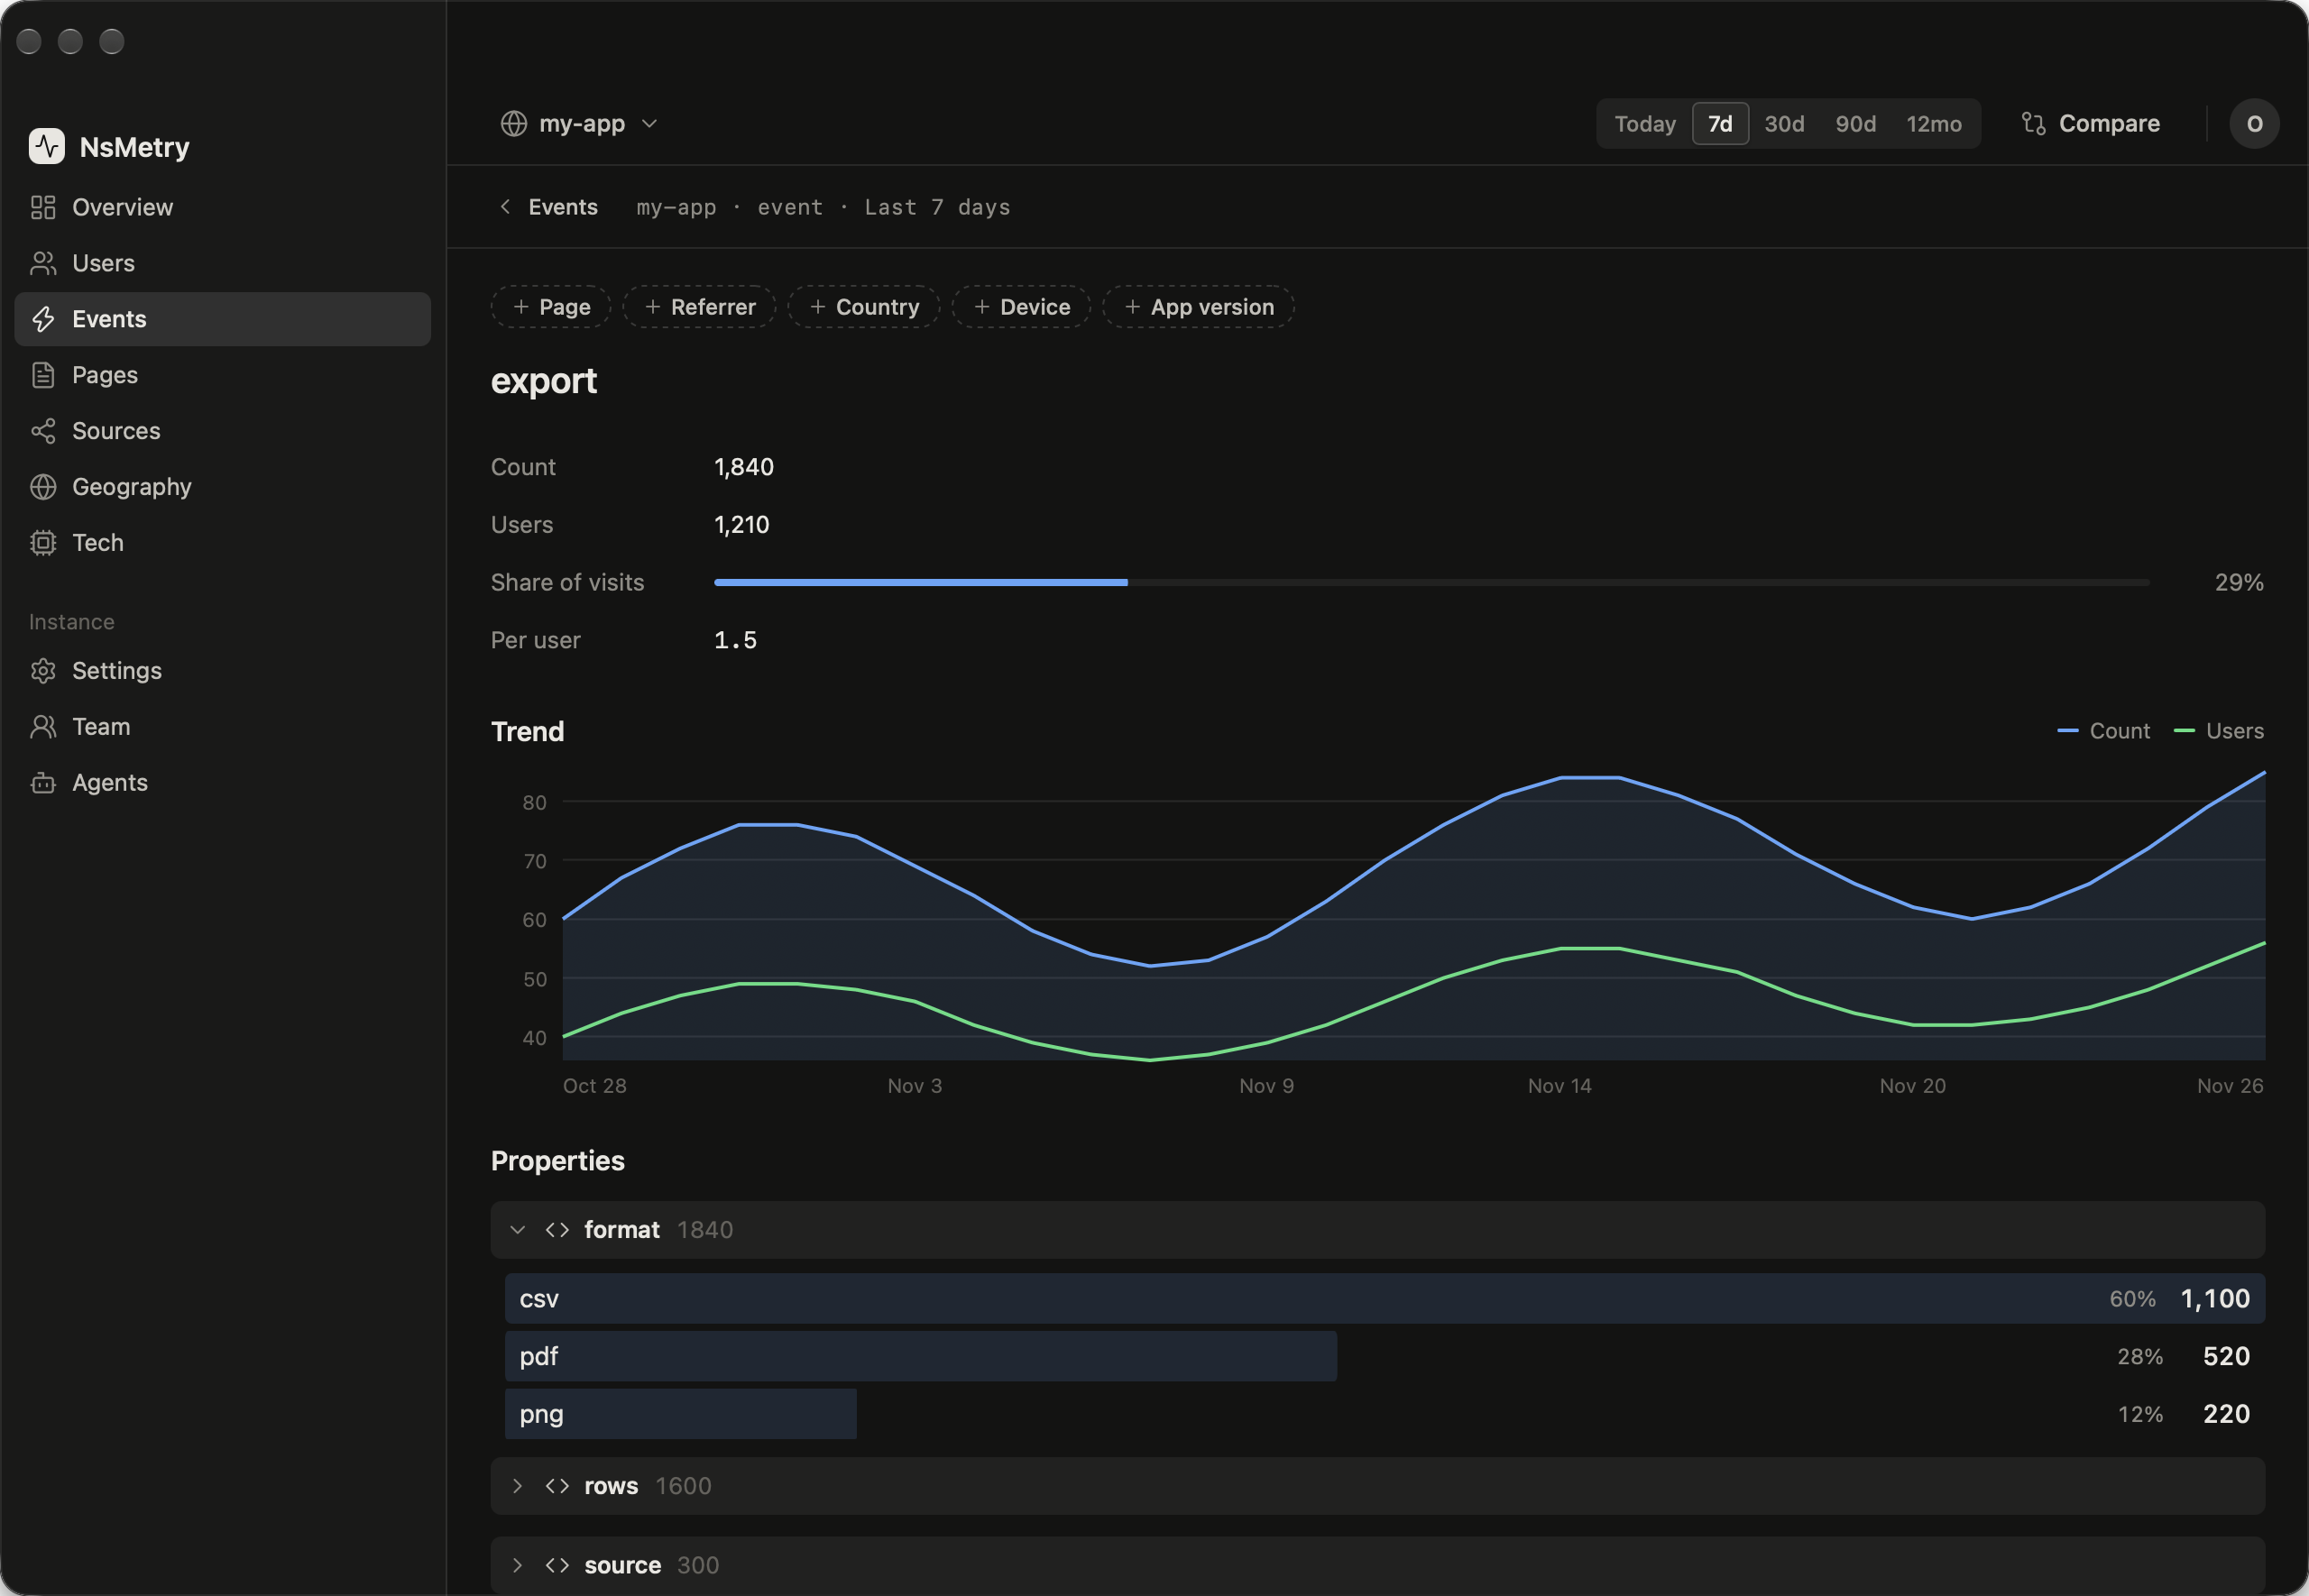 NsMetry
Overview
Users
Events
Pages
Sources
Geography
Tech
Instance
Settings
Team
Agents
my-app
Today 7d 30d 90d 12mo
Compare
O
Events my-app · event · Last 7 days
+ Page + Referrer + Country + Device + App version
export
Count 1,840
Users 1,210
Share of visits 29%
Per user 1.5
Trend
Count Users
80
70
60
50
40
Oct 28 Nov 3 Nov 9 Nov 14 Nov 20 Nov 26
Properties
<> format 1840
csv 60% 1,100
pdf 28% 520
png 12% 220
<> rows 1600
<> source 300